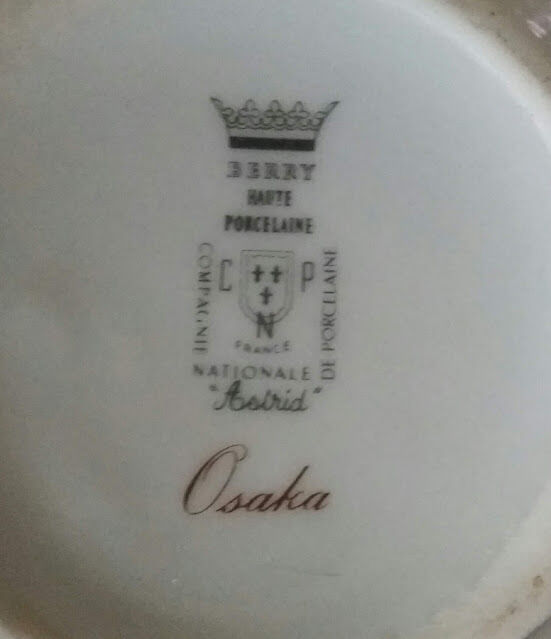 BERRY
HAUTE
PORCELAINE
COMPAGNIE
C P
N
DE PORCELAINE
FRANCE
NATIONALE
"Astrid"
Osaka